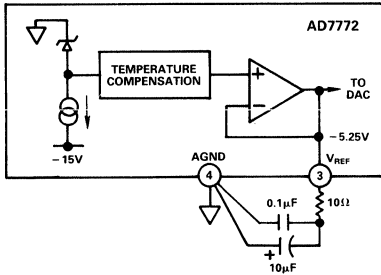 AD7772
TEMPERATURE
COMPENSATION
+
−
TO
DAC
−5.25V
−15V
AGND
VREF
4
3
0.1µF
10Ω
+
10µF